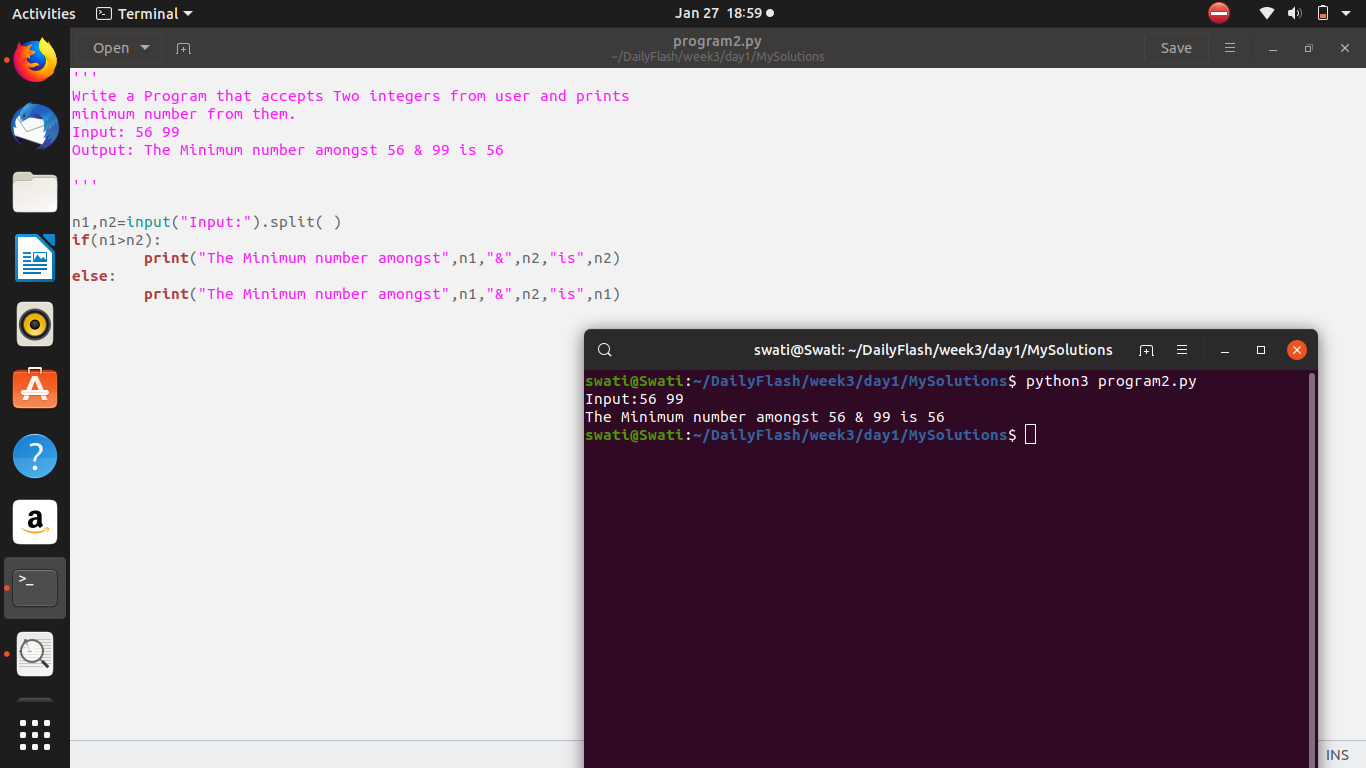 Activities
Terminal
Jan 27 18:59
Open
program2.py
~/DailyFlash/week3/day1/MySolutions
Save
'''
Write a Program that accepts Two integers from user and prints
minimum number from them.
Input: 56 99
Output: The Minimum number amongst 56 & 99 is 56
'''
n1,n2=input("Input:").split( )
if(n1>n2):
        print("The Minimum number amongst",n1,"&",n2,"is",n2)
else:
        print("The Minimum number amongst",n1,"&",n2,"is",n1)
swati@Swati: ~/DailyFlash/week3/day1/MySolutions
swati@Swati:~/DailyFlash/week3/day1/MySolutions$ python3 program2.py
Input:56 99
The Minimum number amongst 56 & 99 is 56
swati@Swati:~/DailyFlash/week3/day1/MySolutions$
INS